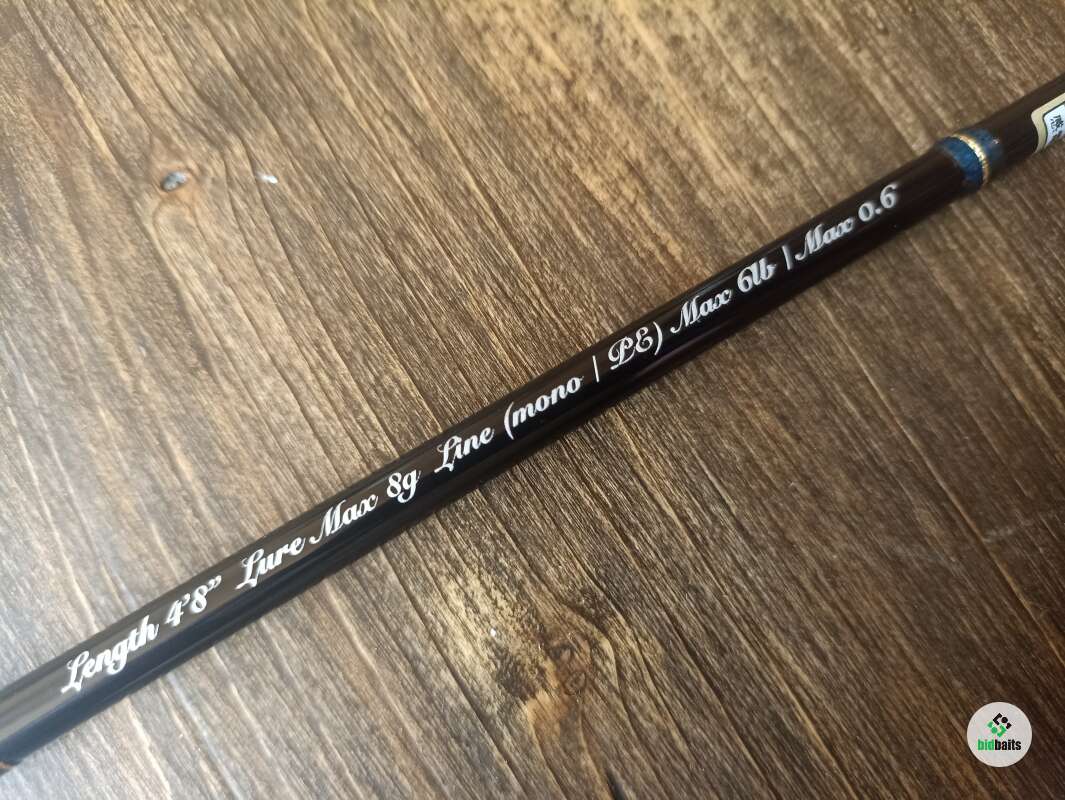 Length 4'8" Lure Max 8g Line (mono | PE) Max 6lb | Max 0.6
bidbaits